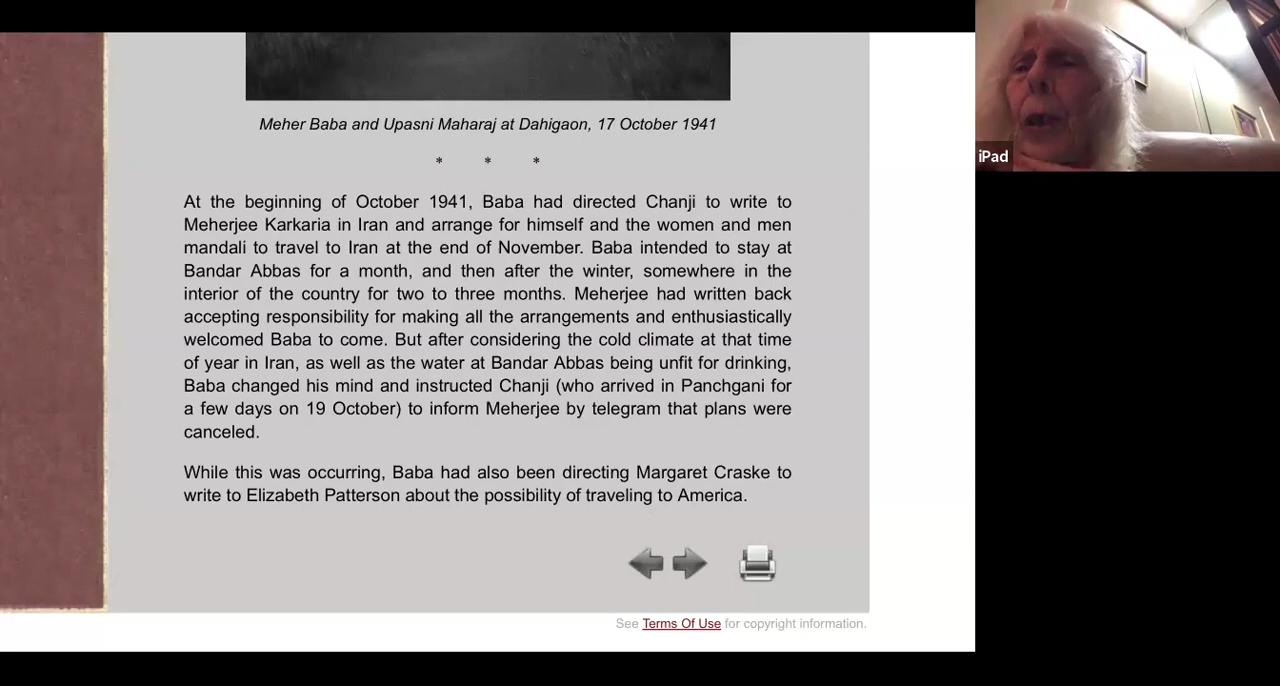 Meher Baba and Upasni Maharaj at Dahigaon, 17 October 1941
* * *
At the beginning of October 1941, Baba had directed Chanji to write to
Meherjee Karkaria in Iran and arrange for himself and the women and men
mandali to travel to Iran at the end of November. Baba intended to stay at
Bandar Abbas for a month, and then after the winter, somewhere in the
interior of the country for two to three months. Meherjee had written back
accepting responsibility for making all the arrangements and enthusiastically
welcomed Baba to come. But after considering the cold climate at that time
of year in Iran, as well as the water at Bandar Abbas being unfit for drinking,
Baba changed his mind and instructed Chanji (who arrived in Panchgani for
a few days on 19 October) to inform Meherjee by telegram that plans were
canceled.
While this was occurring, Baba had also been directing Margaret Craske to
write to Elizabeth Patterson about the possibility of traveling to America.
See Terms Of Use for copyright information.
iPad